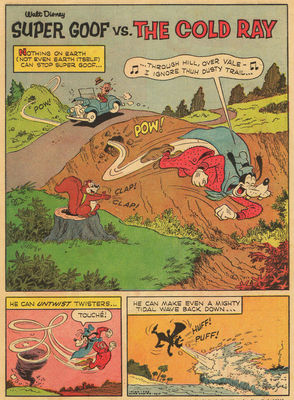 Walt Disney
SUPER GOOF VS. THE COLD RAY
NOTHING ON EARTH
(NOT EVEN EARTH ITSELF)
CAN STOP SUPER GOOF...
♫ -...THROUGH HILL, OVER VALE -
I IGNORE THUH DUSTY TRAIL... ♫
POW!
POW!
CLAP!
CLAP!
HE CAN UNTWIST TWISTERS...
TOUCHÉ!
HE CAN MAKE EVEN A MIGHTY
TIDAL WAVE BACK DOWN...
HUFF!
PUFF!